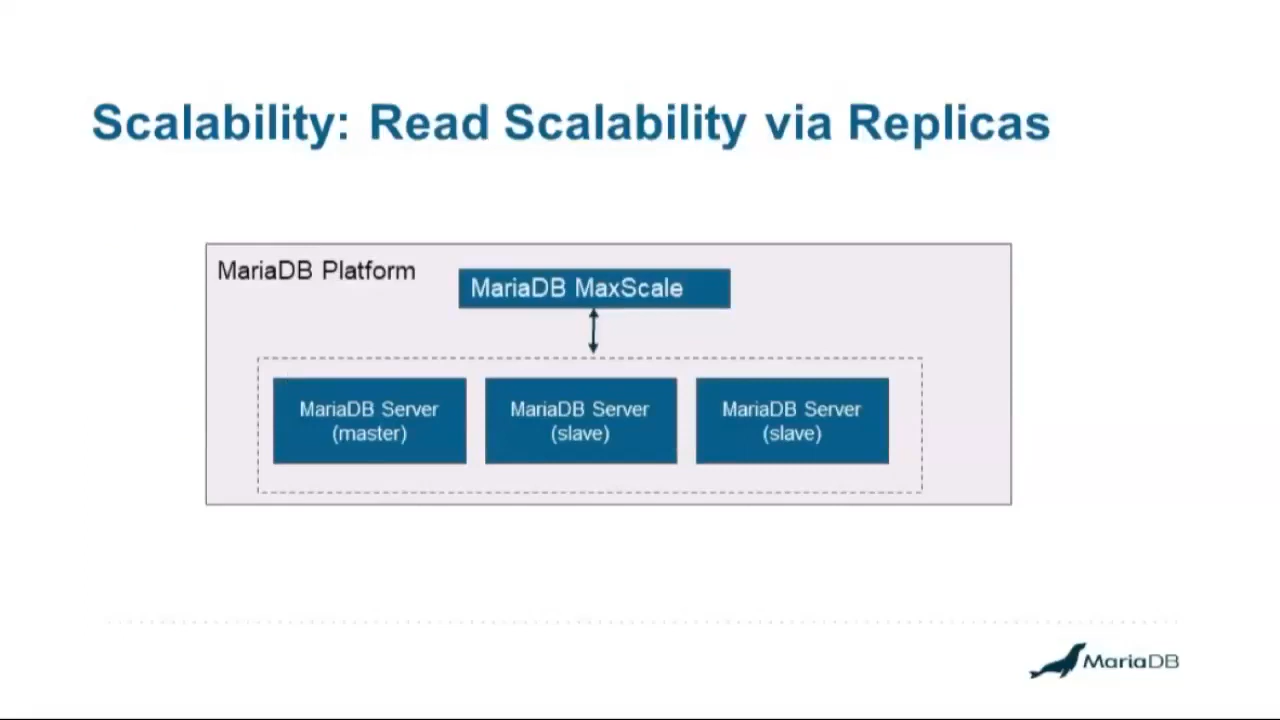 Scalability: Read Scalability via Replicas
MariaDB Platform
MariaDB MaxScale
MariaDB Server
(master)
MariaDB Server
(slave)
MariaDB Server
(slave)
MariaDB